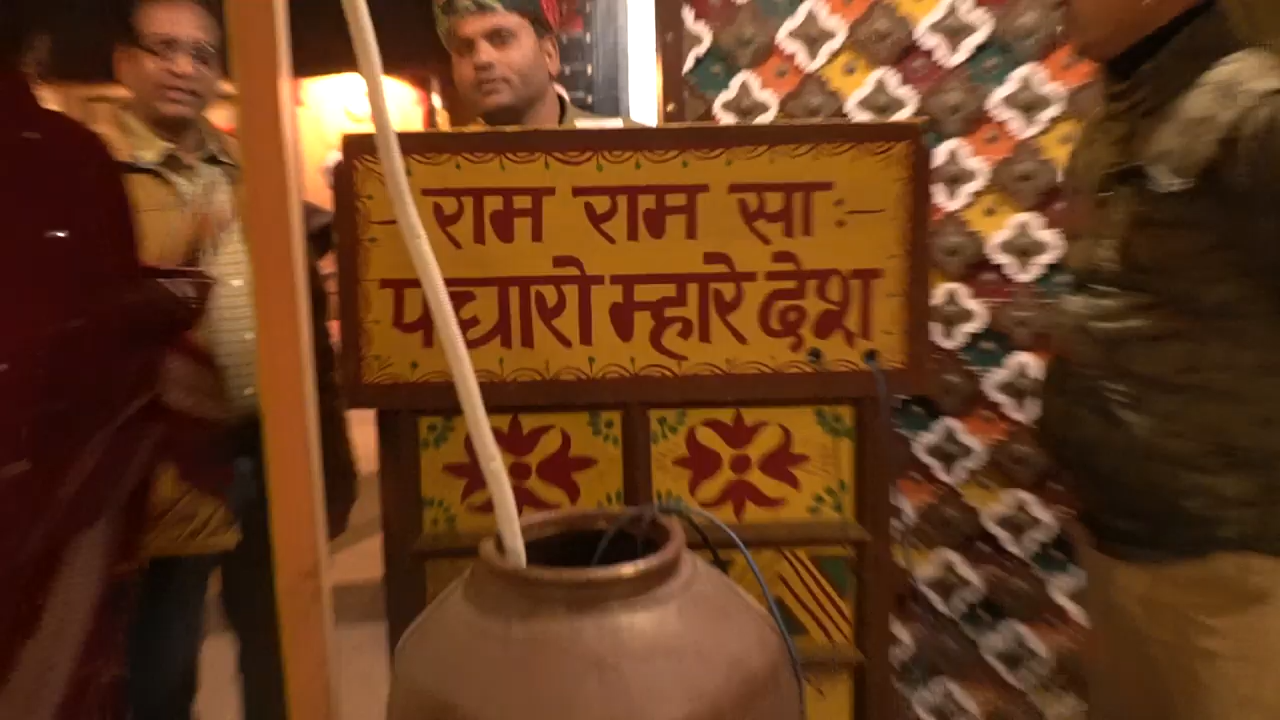 राम राम सा :-
पधारो म्हारे देश